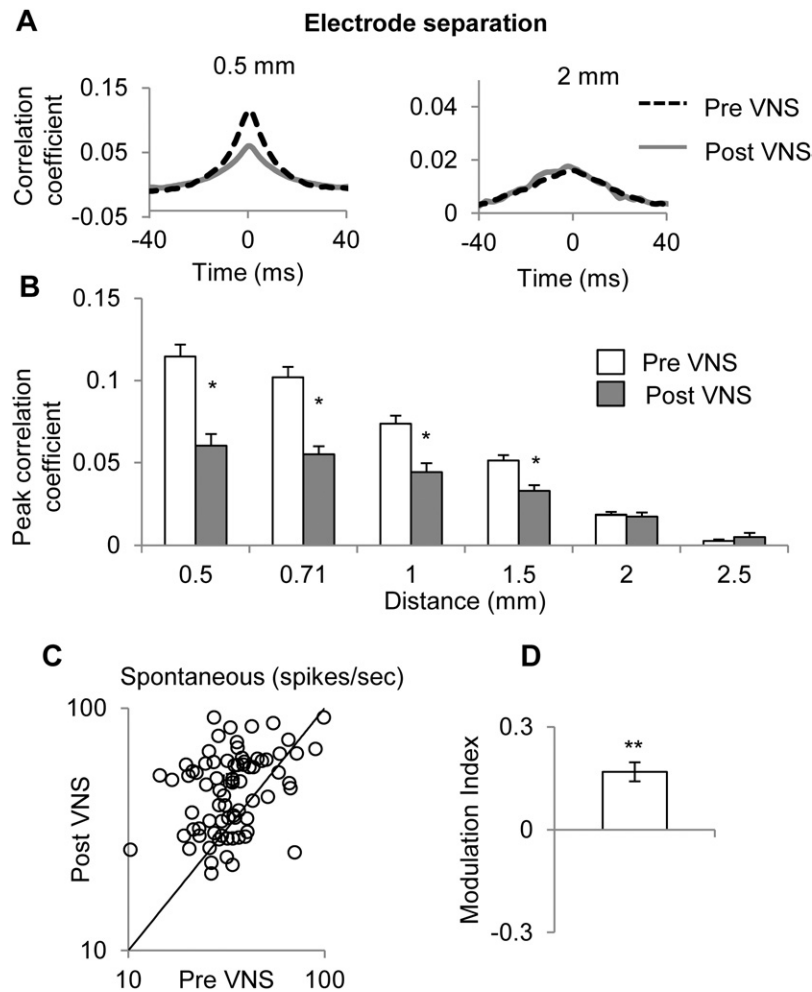 A
Electrode separation
0.5 mm
2 mm
Correlation
coefficient
0.15
0.05
-0.05
-40
0
40
Time (ms)
0.04
0.02
0
-40
0
40
Time (ms)
Pre VNS
Post VNS
B
Peak correlation
coefficient
0.15
0.1
0.05
0
*
*
*
*
Pre VNS
Post VNS
0.5
0.71
1
1.5
2
2.5
Distance (mm)
C
Spontaneous (spikes/sec)
100
10
Post VNS
10
Pre VNS
100
D
Modulation Index
0.3
0
-0.3
**